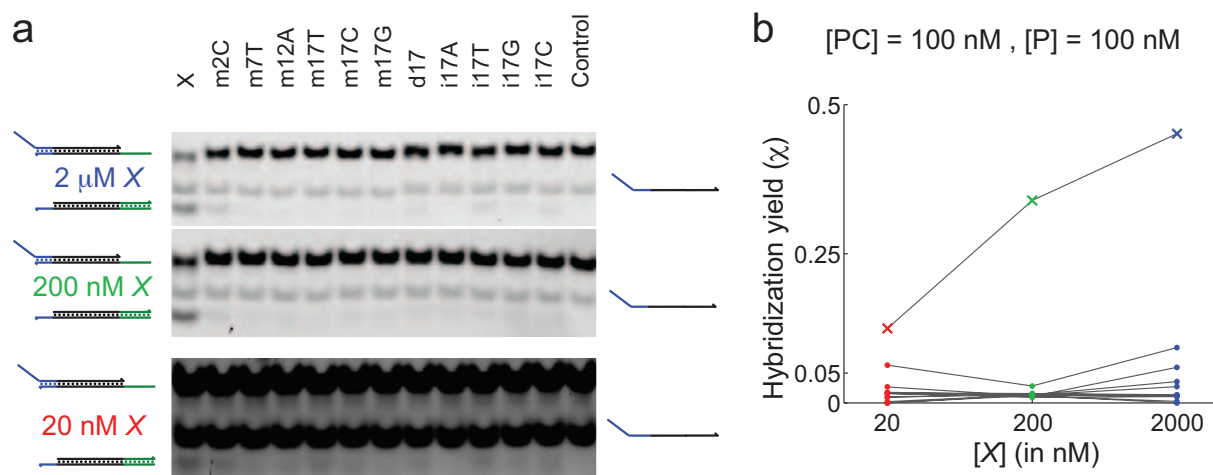 a
X
m2C
m7T
m12A
m17T
m17C
m17G
d17
i17A
i17T
i17G
i17C
Control
2 μM X
200 nM X
20 nM X
b
[PC] = 100 nM , [P] = 100 nM
Hybridization yield (χ)
0.5
0.25
0.05
0
20
200
2000
[X] (in nM)